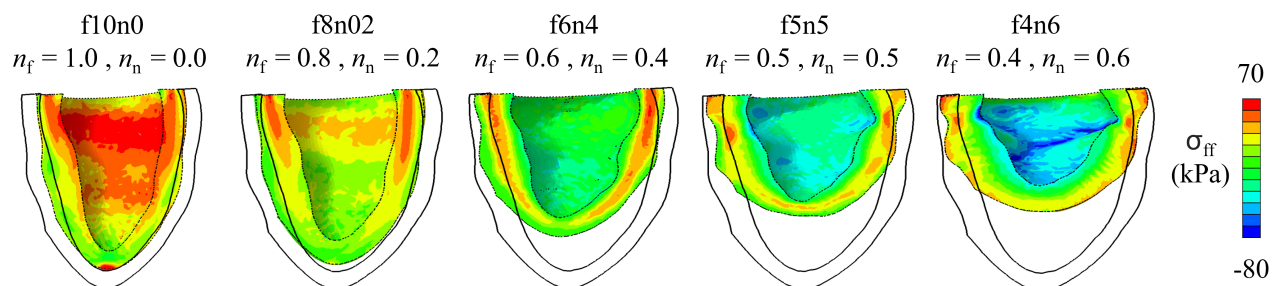 f10n0
n_f = 1.0 , n_n = 0.0
f8n02
n_f = 0.8 , n_n = 0.2
f6n4
n_f = 0.6 , n_n = 0.4
f5n5
n_f = 0.5 , n_n = 0.5
f4n6
n_f = 0.4 , n_n = 0.6
70
σ_ff
(kPa)
-80